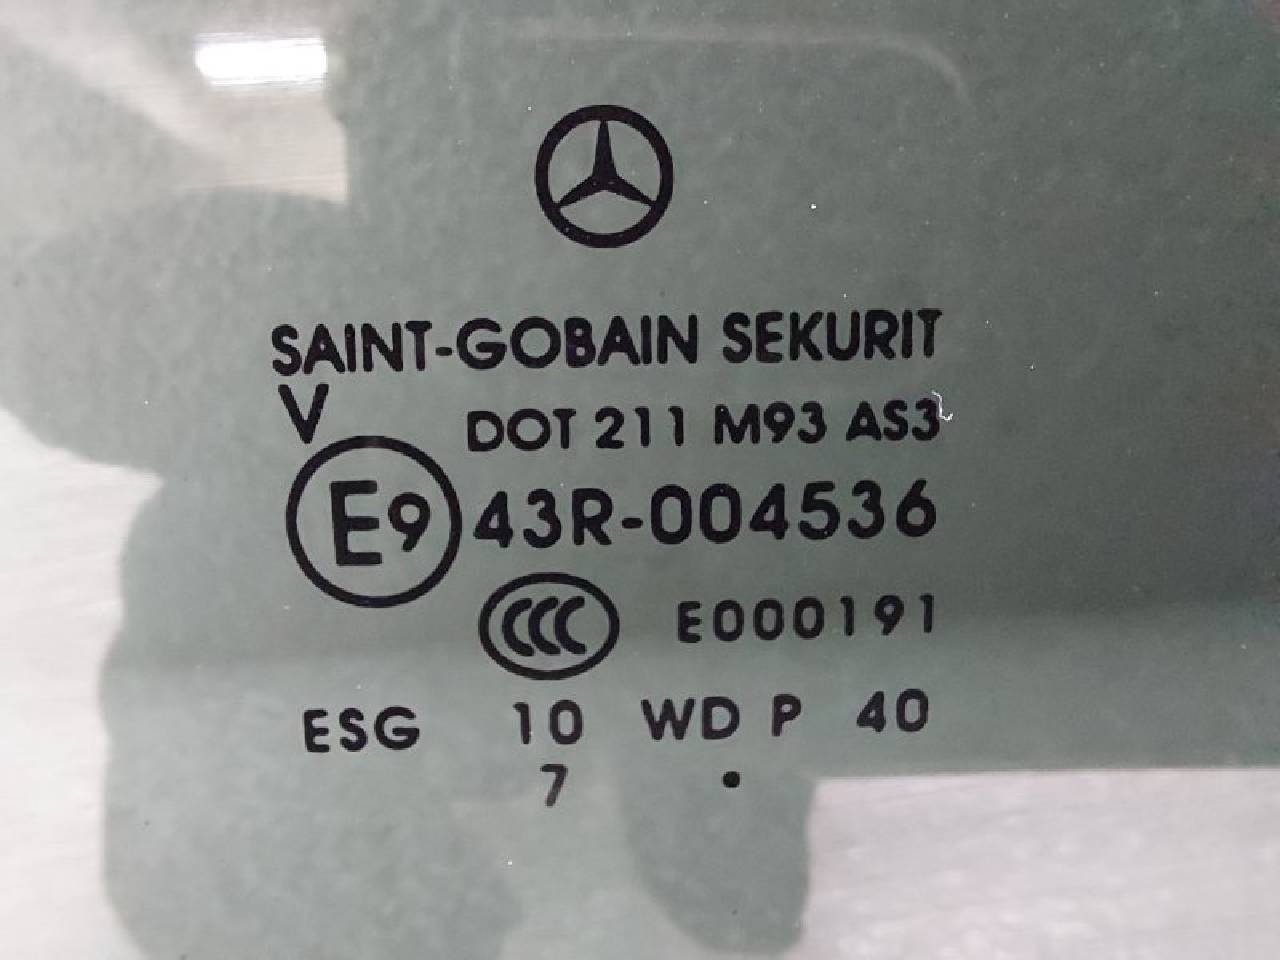 SAINT-GOBAIN SEKURIT
V
DOT 211 M93 AS3
E9 43R-004536
CCC E000191
ESG 10 WD P 40
7 •